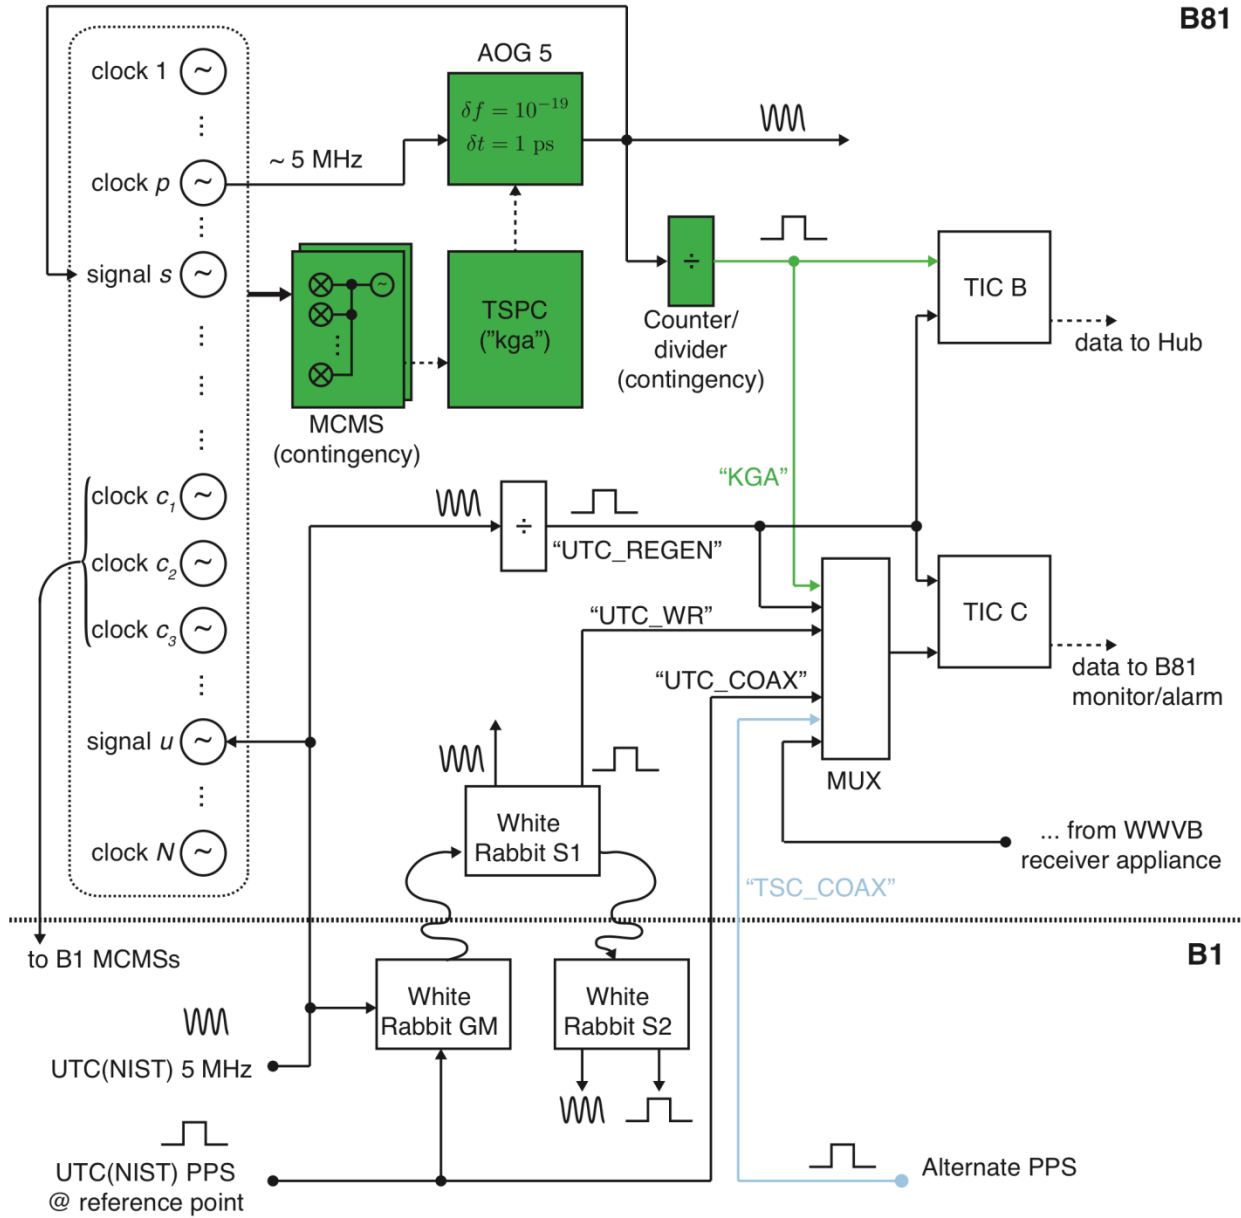 B81
AOG 5
clock 1
δf = 10⁻¹⁹
δt = 1 ps
~ 5 MHz
clock p
signal s
÷
TIC B
TSPC
("kga")
Counter/
divider
(contingency)
data to Hub
MCMS
(contingency)
"KGA"
clock c₁
÷
"UTC_REGEN"
clock c₂
TIC C
"UTC_WR"
clock c₃
data to B81
monitor/alarm
"UTC_COAX"
signal u
MUX
White
Rabbit S1
... from WWVB
receiver appliance
clock N
"TSC_COAX"
to B1 MCMSs
B1
White
Rabbit GM
White
Rabbit S2
UTC(NIST) 5 MHz
UTC(NIST) PPS
@ reference point
Alternate PPS